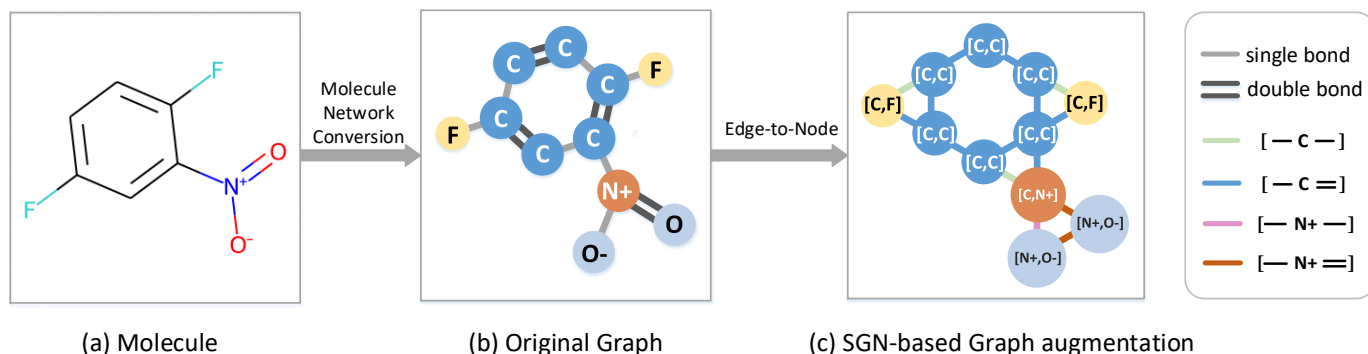 F
F
N⁺
O
O⁻
(a) Molecule
Molecule
Network
Conversion
C
C
C
F
F
C
C
C
N+
O
O-
(b) Original Graph
Edge-to-Node
[C,C]
[C,C]
[C,C]
[C,F]
[C,F]
[C,C]
[C,C]
[C,C]
[C,N+]
[N+,O-]
[N+,O-]
(c) SGN-based Graph augmentation
single bond
double bond
[— C —]
[— C =]
[— N+ —]
[— N+ =]